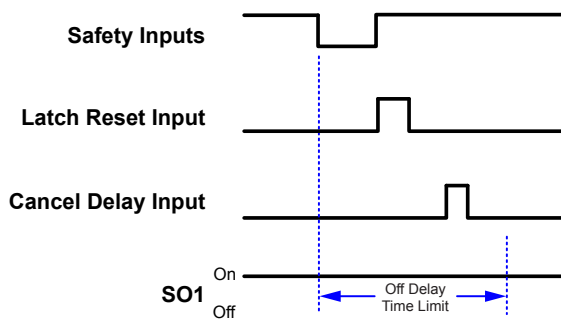 Safety Inputs
Latch Reset Input
Cancel Delay Input
On
SO1
Off
Off Delay
Time Limit